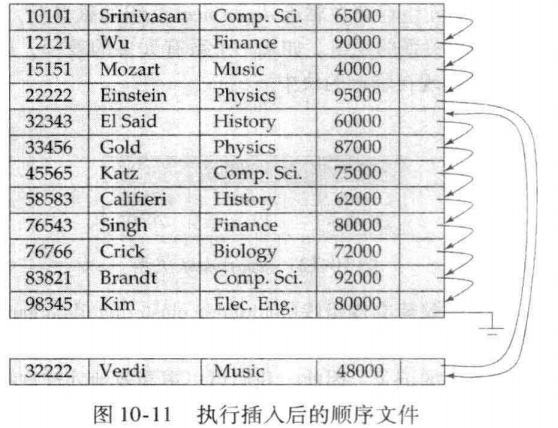 10101 Srinivasan Comp. Sci. 65000
12121 Wu Finance 90000
15151 Mozart Music 40000
22222 Einstein Physics 95000
32343 El Said History 60000
33456 Gold Physics 87000
45565 Katz Comp. Sci. 75000
58583 Califieri History 62000
76543 Singh Finance 80000
76766 Crick Biology 72000
83821 Brandt Comp. Sci. 92000
98345 Kim Elec. Eng. 80000
32222 Verdi Music 48000
图 10-11 执行插入后的顺序文件